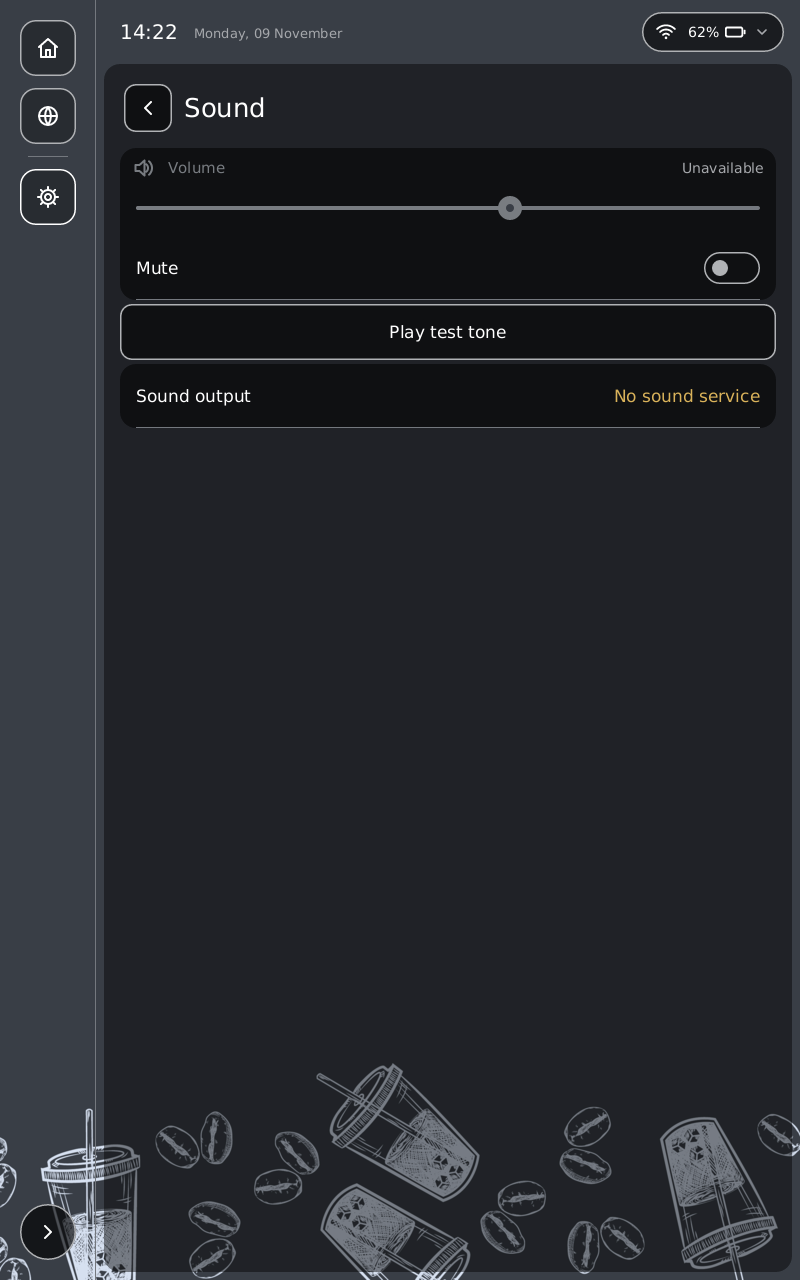 14:22 Monday, 09 November 62%
Sound
Volume Unavailable
Mute
Play test tone
Sound output No sound service